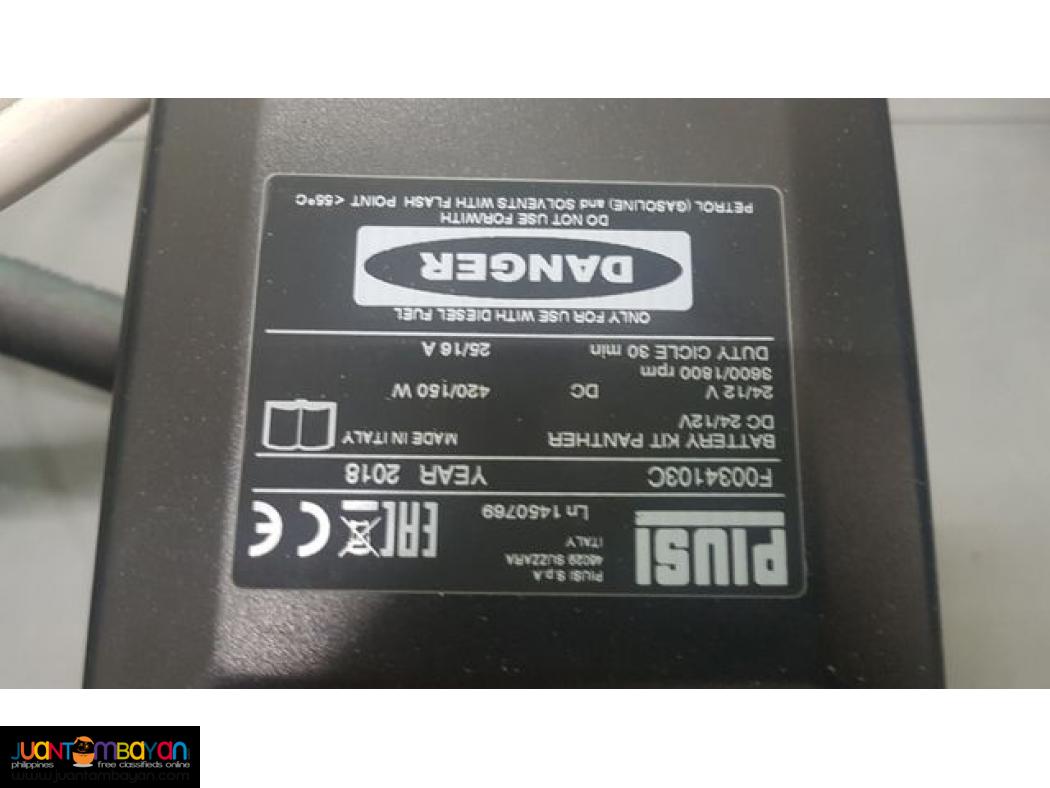 PIUSI
PIUSI S.p.A
46029 SUZZARA
ITALY
Ln 1450769
EAC
CE
F0034103C YEAR 2018
BATTERY KIT PANTHER MADE IN ITALY
DC 24/12V
24/12 V DC 420/150 W
3600/1800 rpm
DUTY CICLE 30 min 25/16 A
ONLY FOR USE WITH DIESEL FUEL
DANGER
DO NOT USE FOR/WITH
PETROL (GASOLINE) and SOLVENTS WITH FLASH POINT < 55°C
JUANTAMBAYAN
philippines free classifieds online
www.juantambayan.com